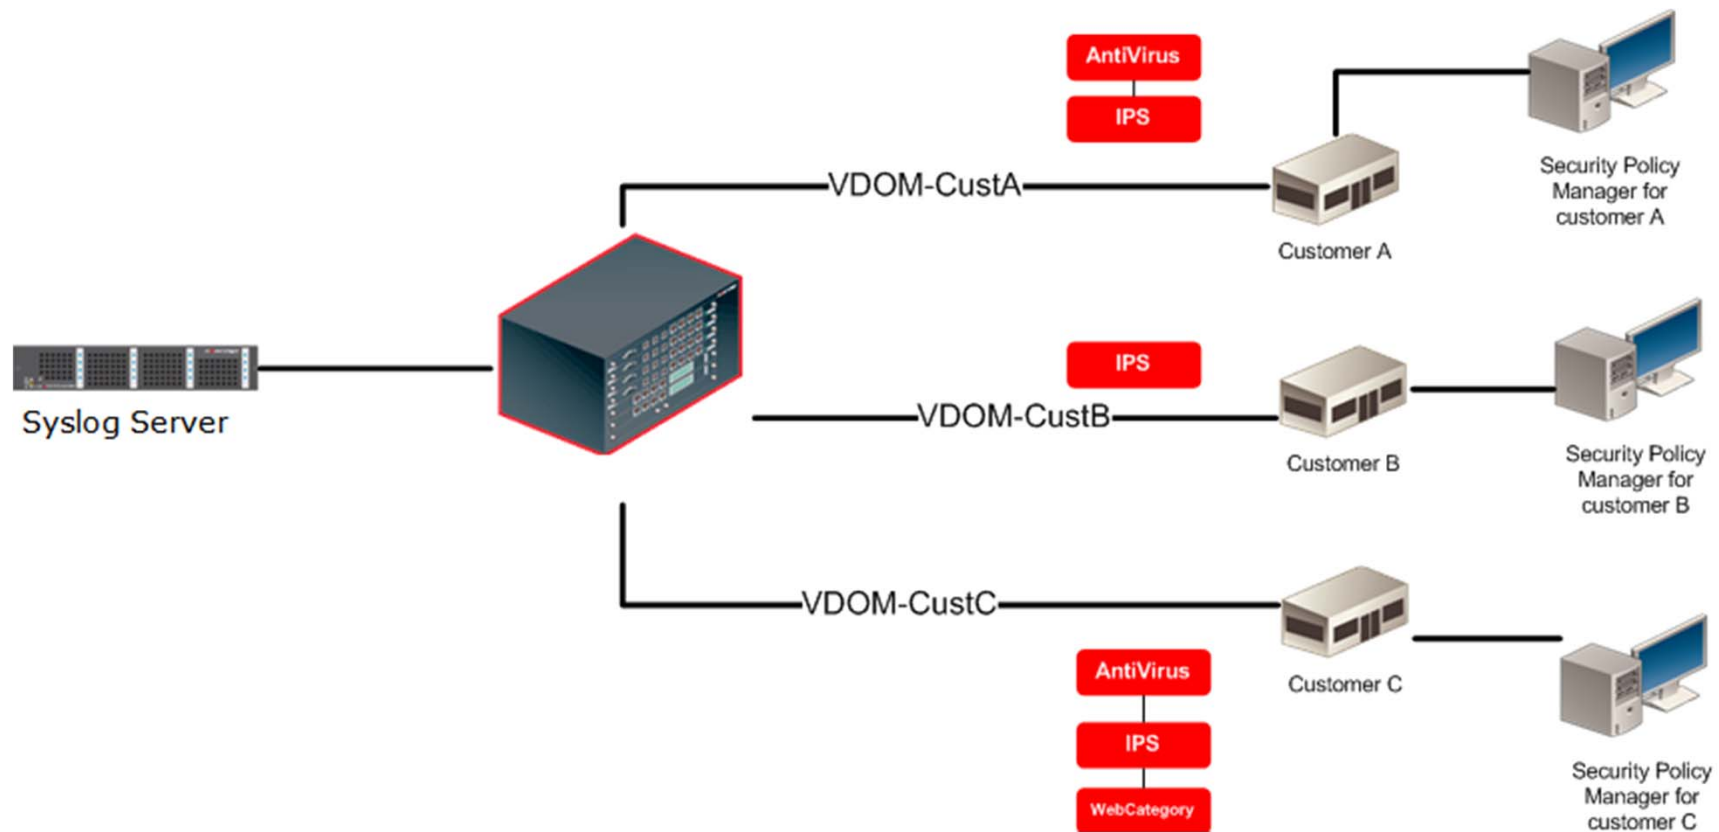 AntiVirus
IPS
VDOM-CustA
Customer A
Security Policy
Manager for
customer A
Syslog Server
IPS
VDOM-CustB
Customer B
Security Policy
Manager for
customer B
VDOM-CustC
Customer C
AntiVirus
IPS
WebCategory
Security Policy
Manager for
customer C